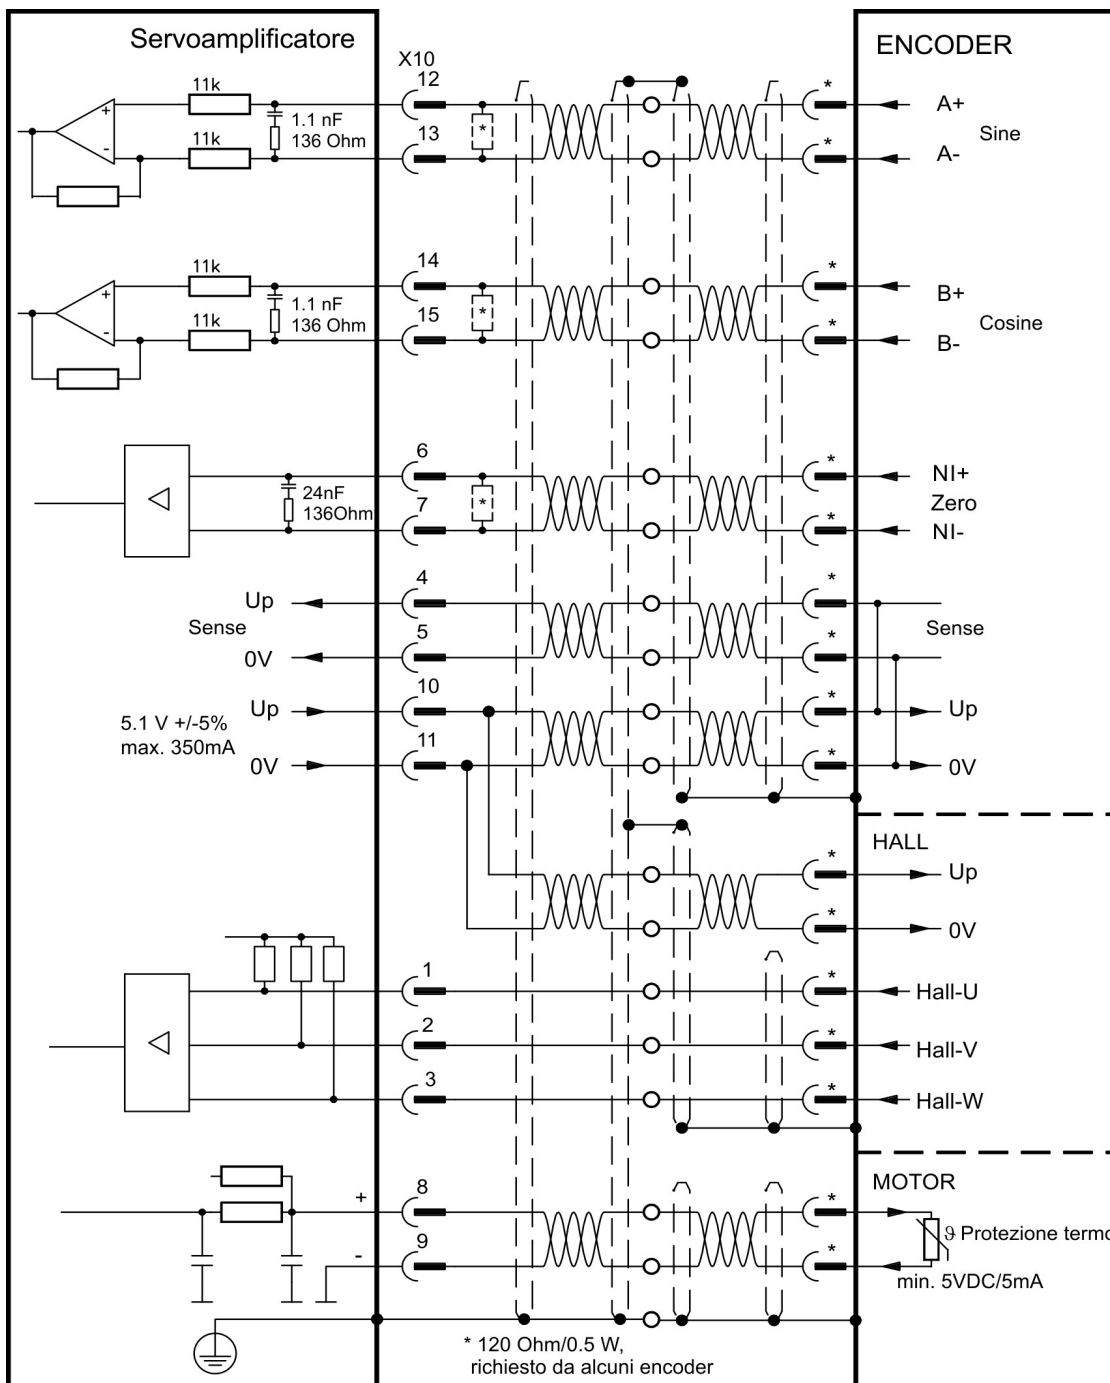 Servoamplificatore
X10
ENCODER
11k
12
*
A+
1.1 nF
136 Ohm
*
Sine
11k
13
*
A-
11k
14
*
B+
1.1 nF
136 Ohm
*
Cosine
11k
15
*
B-
6
*
NI+
24nF
136Ohm
*
Zero
7
*
NI-
Up
4
*
Sense
Sense
0V
5
*
5.1 V +/-5%
max. 350mA
Up
10
*
Up
0V
11
*
0V
HALL
*
Up
*
0V
1
*
Hall-U
2
*
Hall-V
3
*
Hall-W
MOTOR
+
8
*
ϑ Protezione termo
-
9
*
min. 5VDC/5mA
* 120 Ohm/0.5 W,
richiesto da alcuni encoder
+
-
+
-